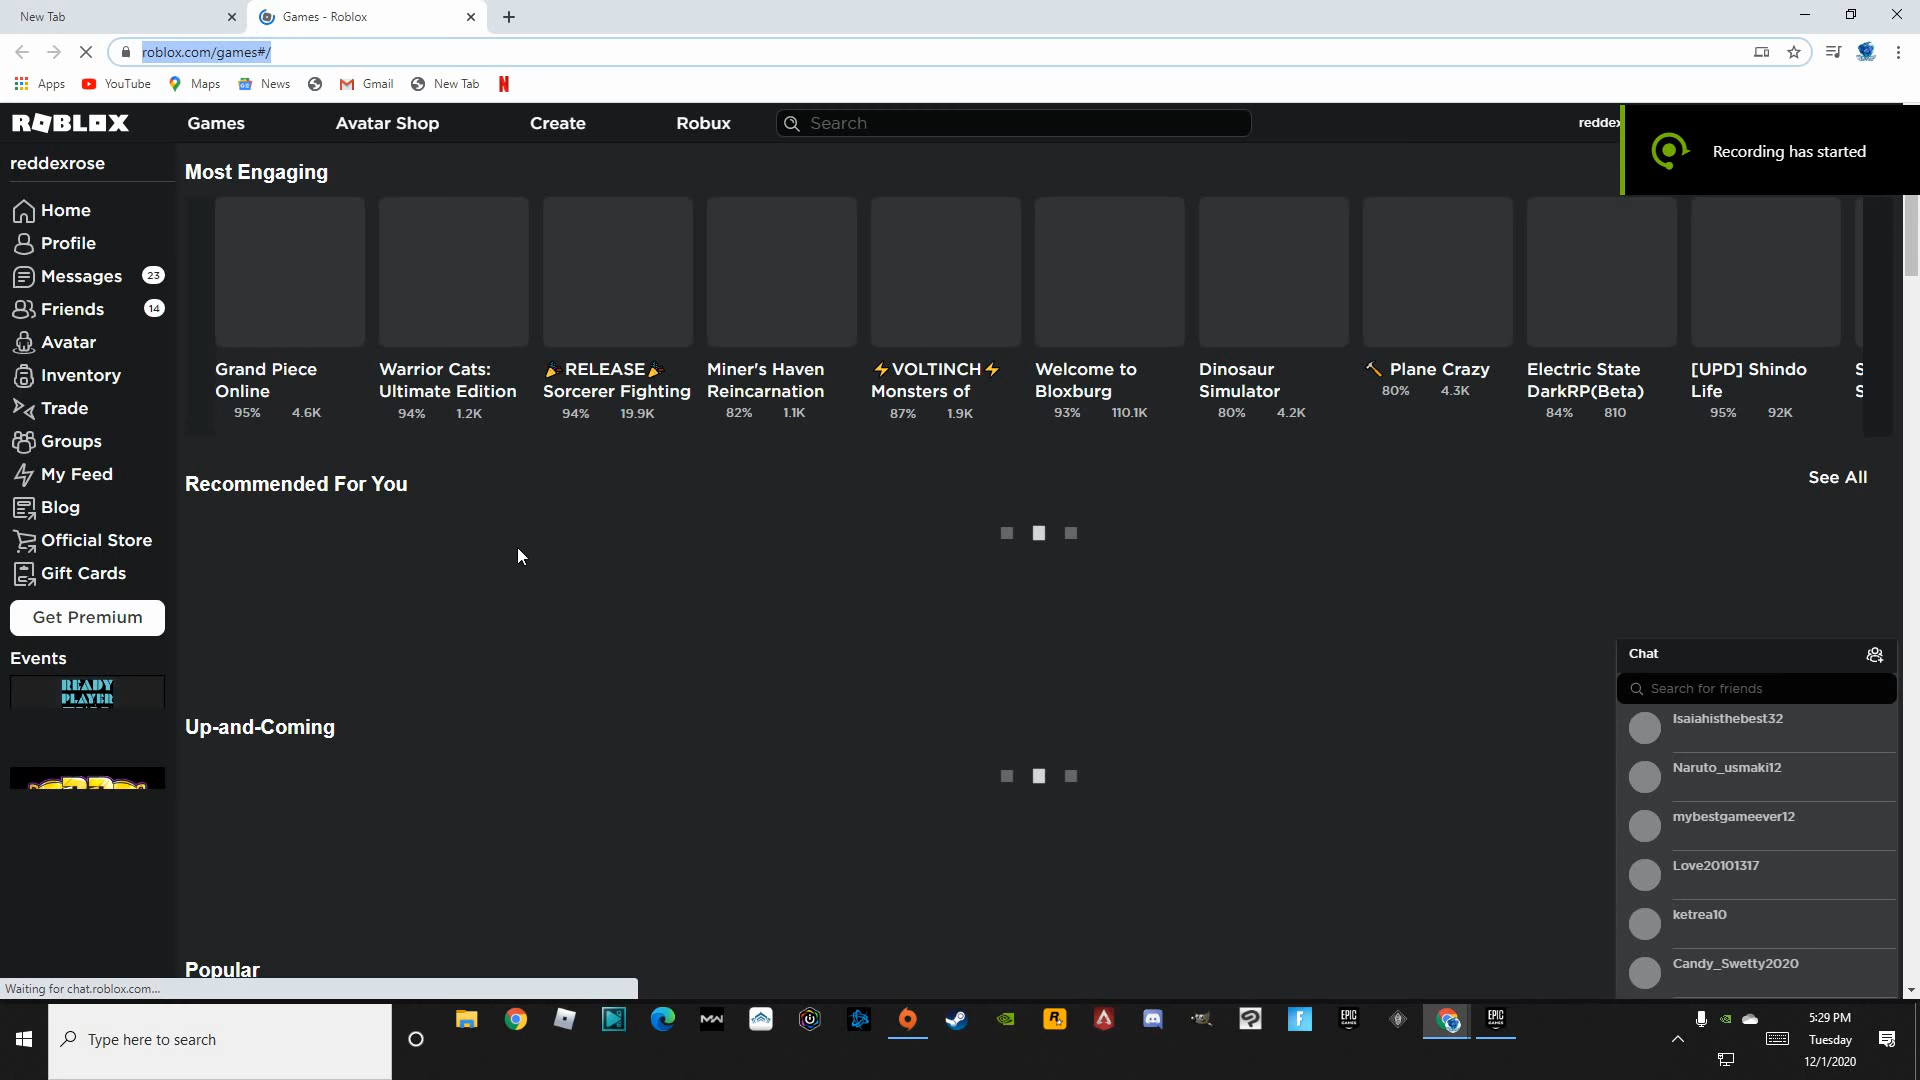 New Tab
Games - Roblox
roblox.com/games#/
Apps
YouTube
Maps
News
Gmail
New Tab
ROBLOX
Games
Avatar Shop
Create
Robux
Search
reddex
Recording has started
reddexrose
Home
Profile
Messages 23
Friends 14
Avatar
Inventory
Trade
Groups
My Feed
Blog
Official Store
Gift Cards
Get Premium
Events
READY
PLAYER
Most Engaging
Grand Piece
Online
95% 4.6K
Warrior Cats:
Ultimate Edition
94% 1.2K
🎉RELEASE🎉
Sorcerer Fighting
94% 19.9K
Miner's Haven
Reincarnation
82% 1.1K
⚡VOLTINCH⚡
Monsters of
87% 1.9K
Welcome to
Bloxburg
93% 110.1K
Dinosaur
Simulator
80% 4.2K
🔨 Plane Crazy
80% 4.3K
Electric State
DarkRP(Beta)
84% 810
[UPD] Shindo
Life
95% 92K
S
S
Recommended For You
See All
Up-and-Coming
Popular
Chat
Search for friends
Isaiahisthebest32
Naruto_usmaki12
mybestgameever12
Love20101317
ketrea10
Candy_Swetty2020
Waiting for chat.roblox.com...
Type here to search
MW
EPIC
GAMES
EPIC
GAMES
5:29 PM
Tuesday
12/1/2020